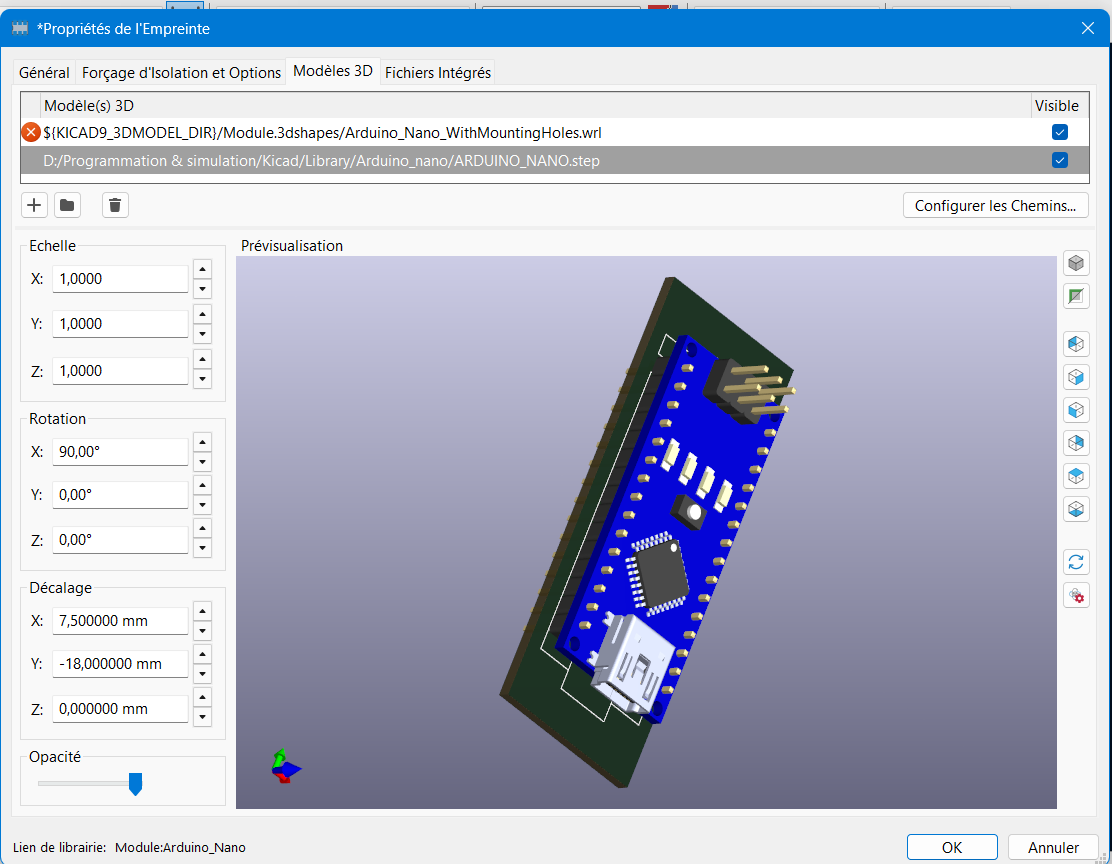 *Propriétés de l'Empreinte
Général Forçage d'Isolation et Options Modèles 3D Fichiers Intégrés
Modèle(s) 3D Visible
${KICAD9_3DMODEL_DIR}/Module.3dshapes/Arduino_Nano_WithMountingHoles.wrl
D:/Programmation & simulation/Kicad/Library/Arduino_nano/ARDUINO_NANO.step
Configurer les Chemins...
Echelle
X: 1,0000
Y: 1,0000
Z: 1,0000
Rotation
X: 90,00°
Y: 0,00°
Z: 0,00°
Décalage
X: 7,500000 mm
Y: -18,000000 mm
Z: 0,000000 mm
Opacité
Prévisualisation
Lien de librairie: Module:Arduino_Nano
OK Annuler